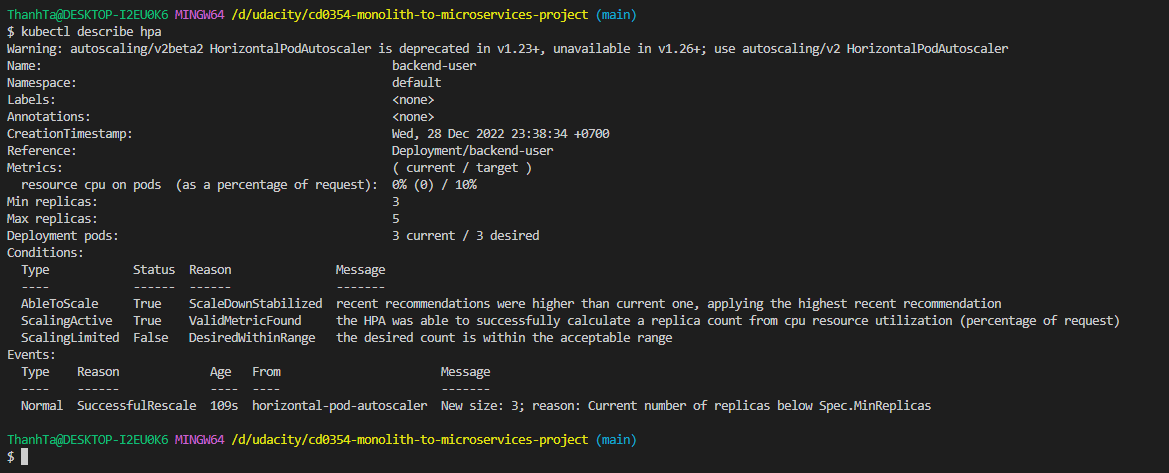 ThanhTa@DESKTOP-I2EU0K6 MINGW64 /d/udacity/cd0354-monolith-to-microservices-project (main)
$ kubectl describe hpa
Warning: autoscaling/v2beta2 HorizontalPodAutoscaler is deprecated in v1.23+, unavailable in v1.26+; use autoscaling/v2 HorizontalPodAutoscaler
Name:                                                  backend-user
Namespace:                                             default
Labels:                                                <none>
Annotations:                                           <none>
CreationTimestamp:                                     Wed, 28 Dec 2022 23:38:34 +0700
Reference:                                             Deployment/backend-user
Metrics:                                               ( current / target )
  resource cpu on pods  (as a percentage of request):  0% (0) / 10%
Min replicas:                                          3
Max replicas:                                          5
Deployment pods:                                       3 current / 3 desired
Conditions:
  Type            Status  Reason               Message
  ----            ------  ------               -------
  AbleToScale     True    ScaleDownStabilized  recent recommendations were higher than current one, applying the highest recent recommendation
  ScalingActive   True    ValidMetricFound     the HPA was able to successfully calculate a replica count from cpu resource utilization (percentage of request)
  ScalingLimited  False   DesiredWithinRange   the desired count is within the acceptable range
Events:
  Type    Reason             Age   From                       Message
  ----    ------             ----  ----                       -------
  Normal  SuccessfulRescale  109s  horizontal-pod-autoscaler  New size: 3; reason: Current number of replicas below Spec.MinReplicas
ThanhTa@DESKTOP-I2EU0K6 MINGW64 /d/udacity/cd0354-monolith-to-microservices-project (main)
$